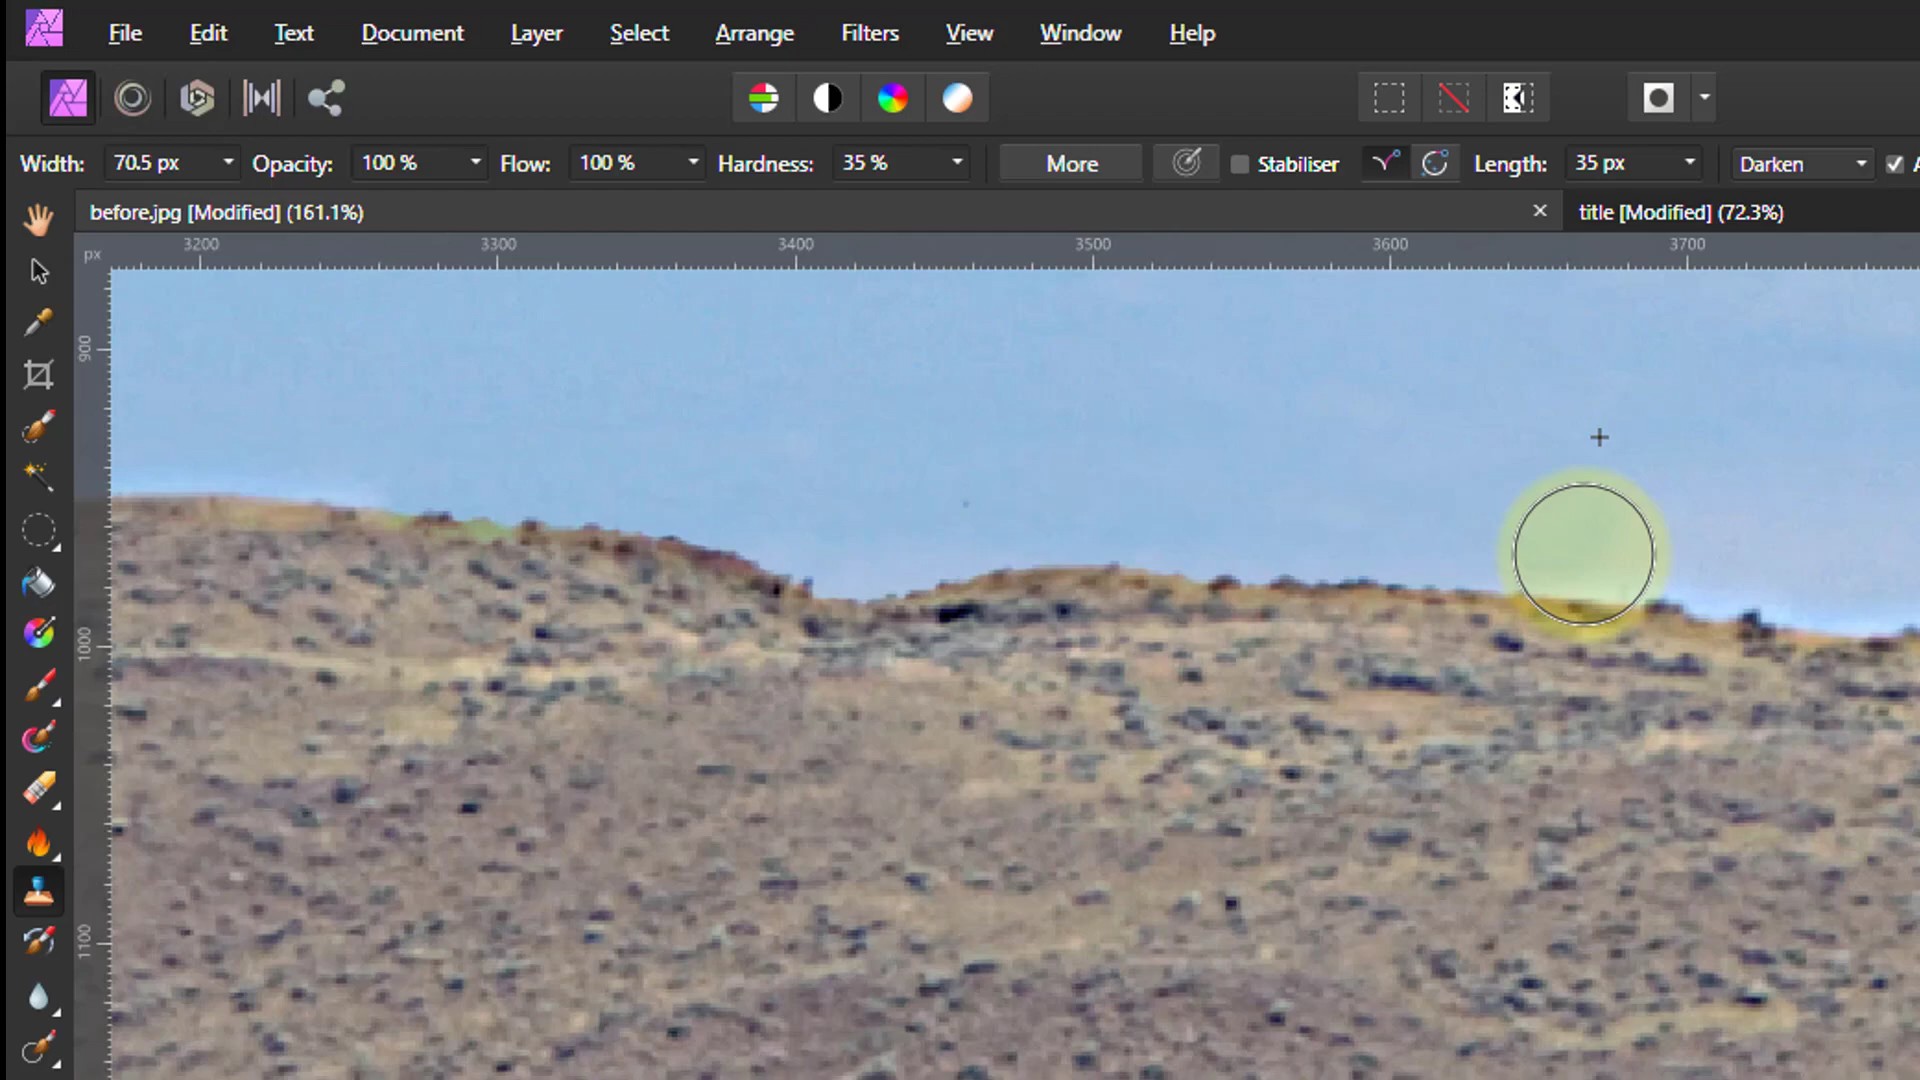 File Edit Text Document Layer Select Arrange Filters View Window Help
Width: 70.5 px Opacity: 100 % Flow: 100 % Hardness: 35 % More Stabiliser Length: 35 px Darken A
before.jpg [Modified] (161.1%) title [Modified] (72.3%)
px 3200 3300 3400 3500 3600 3700
900
1000
1100